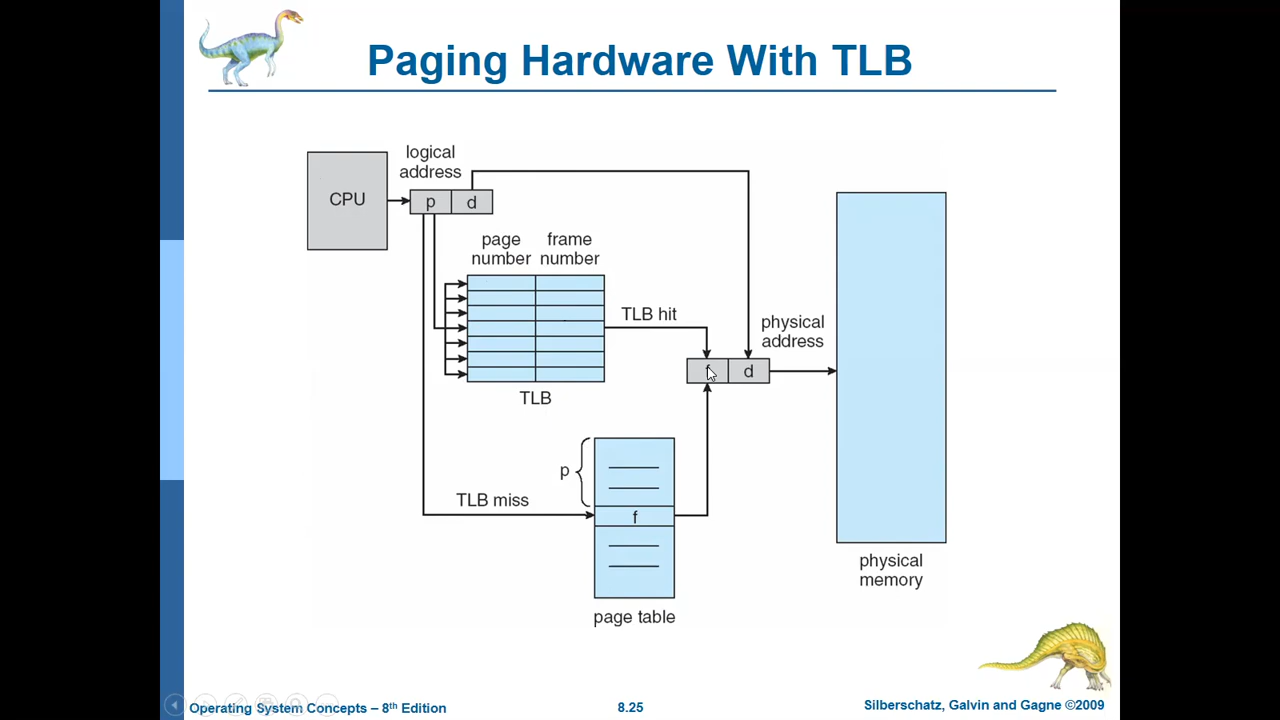 Paging Hardware With TLB
logical
address
CPU
p
d
page
number
frame
number
TLB hit
physical
address
d
TLB
p
TLB miss
f
page table
physical
memory
Operating System Concepts – 8th Edition
8.25
Silberschatz, Galvin and Gagne ©2009